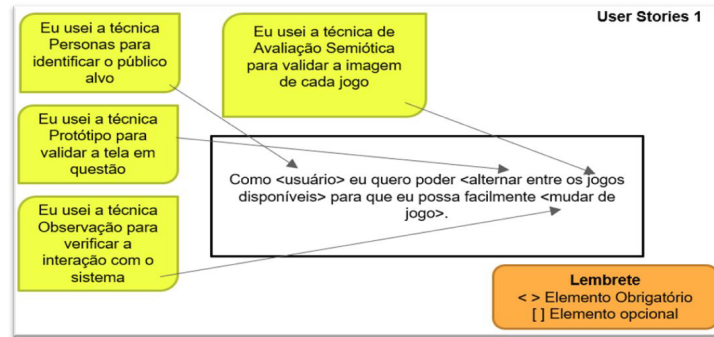 User Stories 1
Eu usei a técnica
Personas para
identificar o público
alvo
Eu usei a técnica de
Avaliação Semiótica
para validar a imagem
de cada jogo
Eu usei a técnica
Protótipo para
validar a tela em
questão
Como <usuário> eu quero poder <alternar entre os jogos
disponíveis> para que eu possa facilmente <mudar de
jogo>.
Eu usei a técnica
Observação para
verificar a
interação com o
sistema
Lembrete
< > Elemento Obrigatório
[ ] Elemento opcional